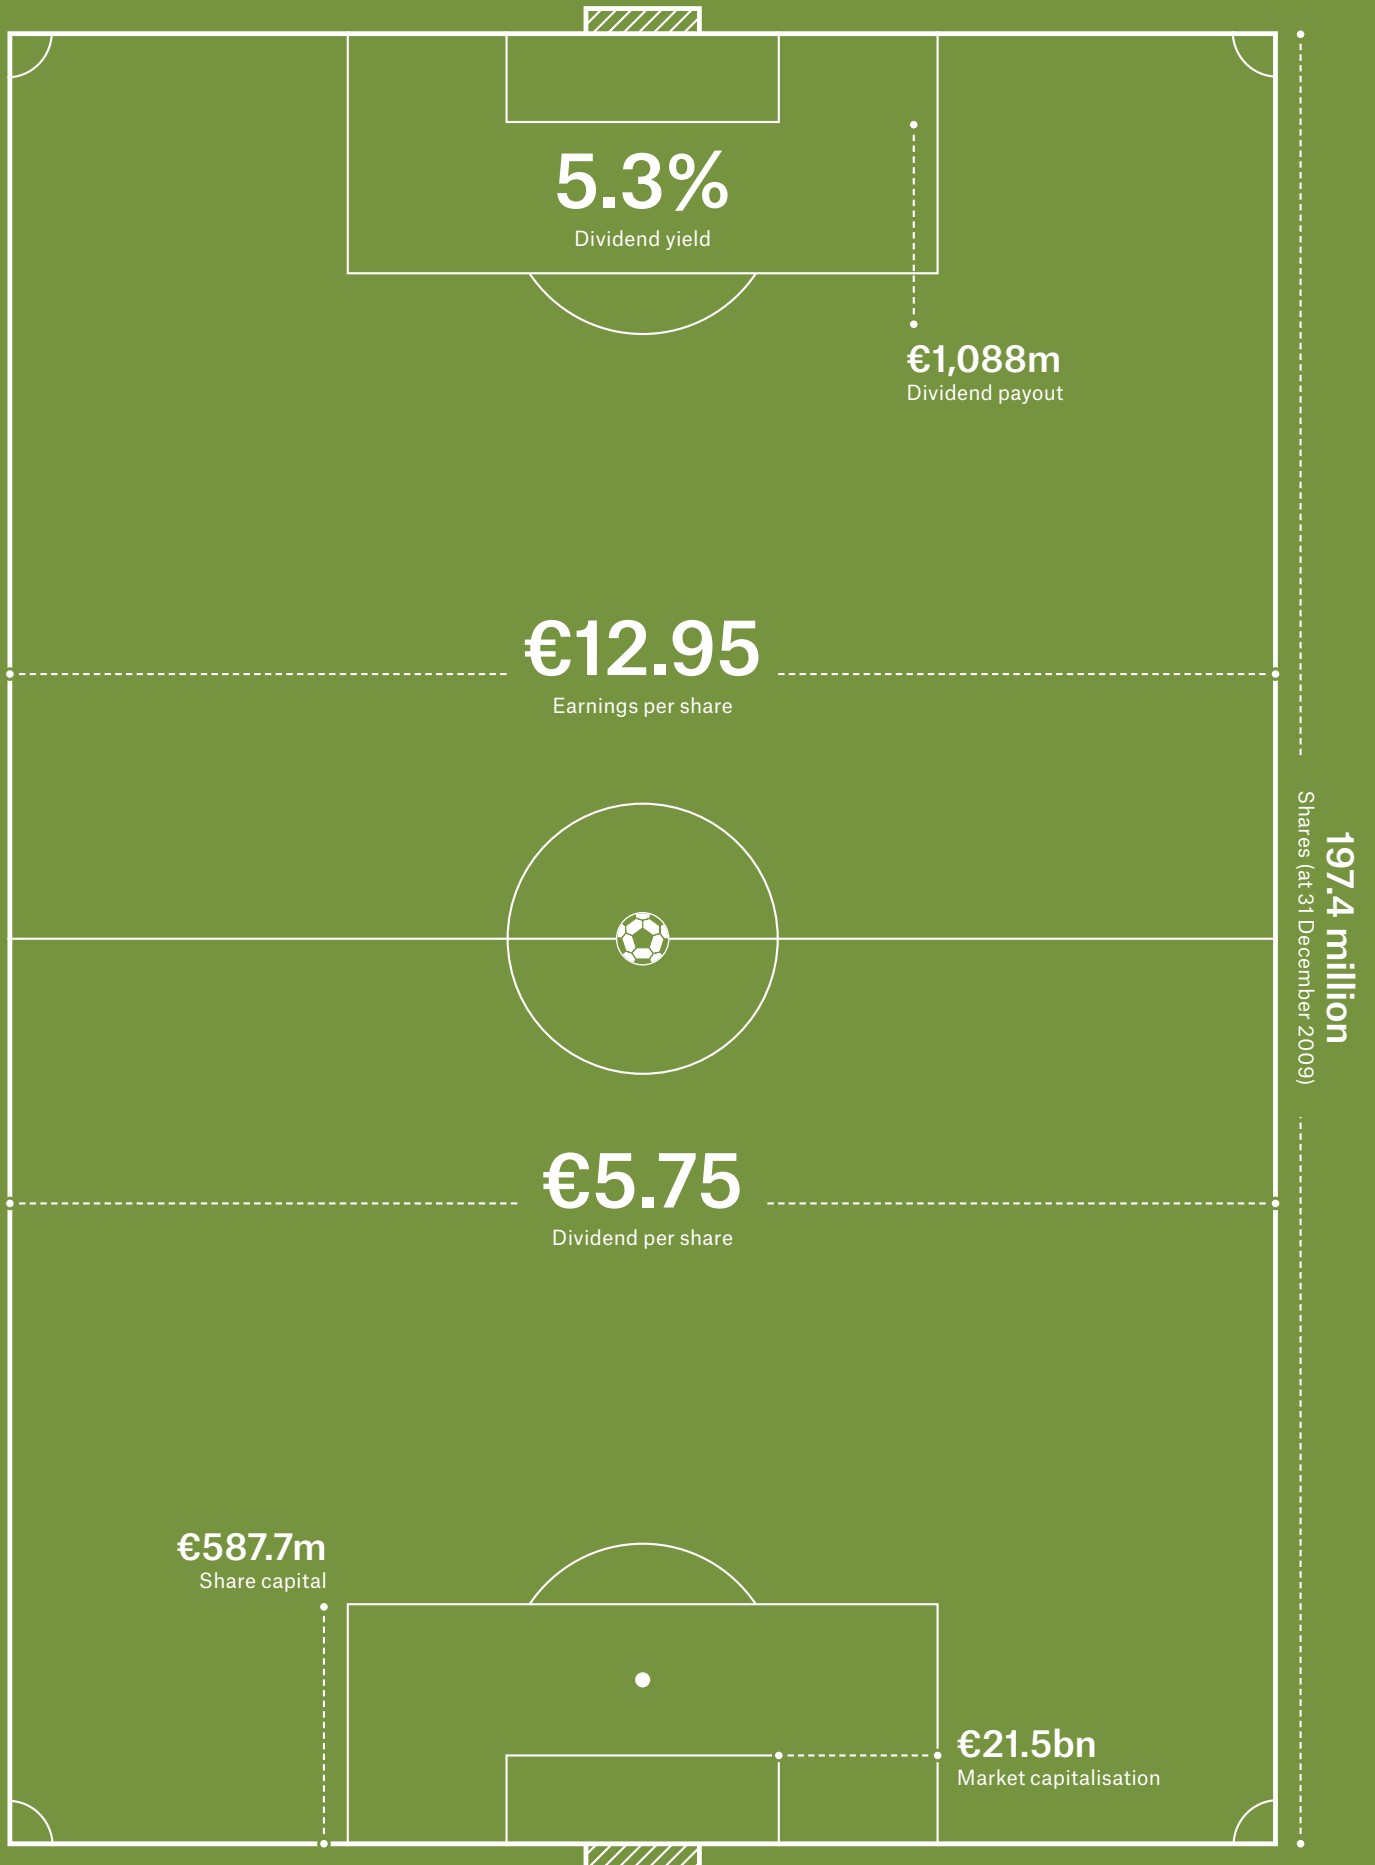 5.3%
Dividend yield
€1,088m
Dividend payout
€12.95
Earnings per share
197.4 million
Shares (at 31 December 2009)
€5.75
Dividend per share
€587.7m
Share capital
€21.5bn
Market capitalisation